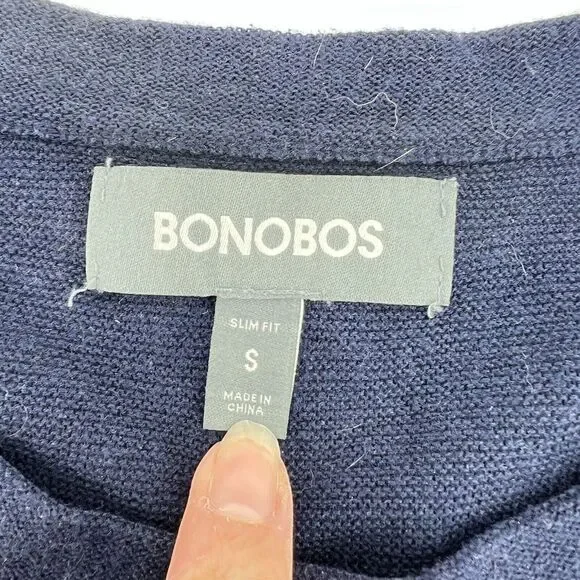 BONOBOS
SLIM FIT
S
MADE IN
CHINA